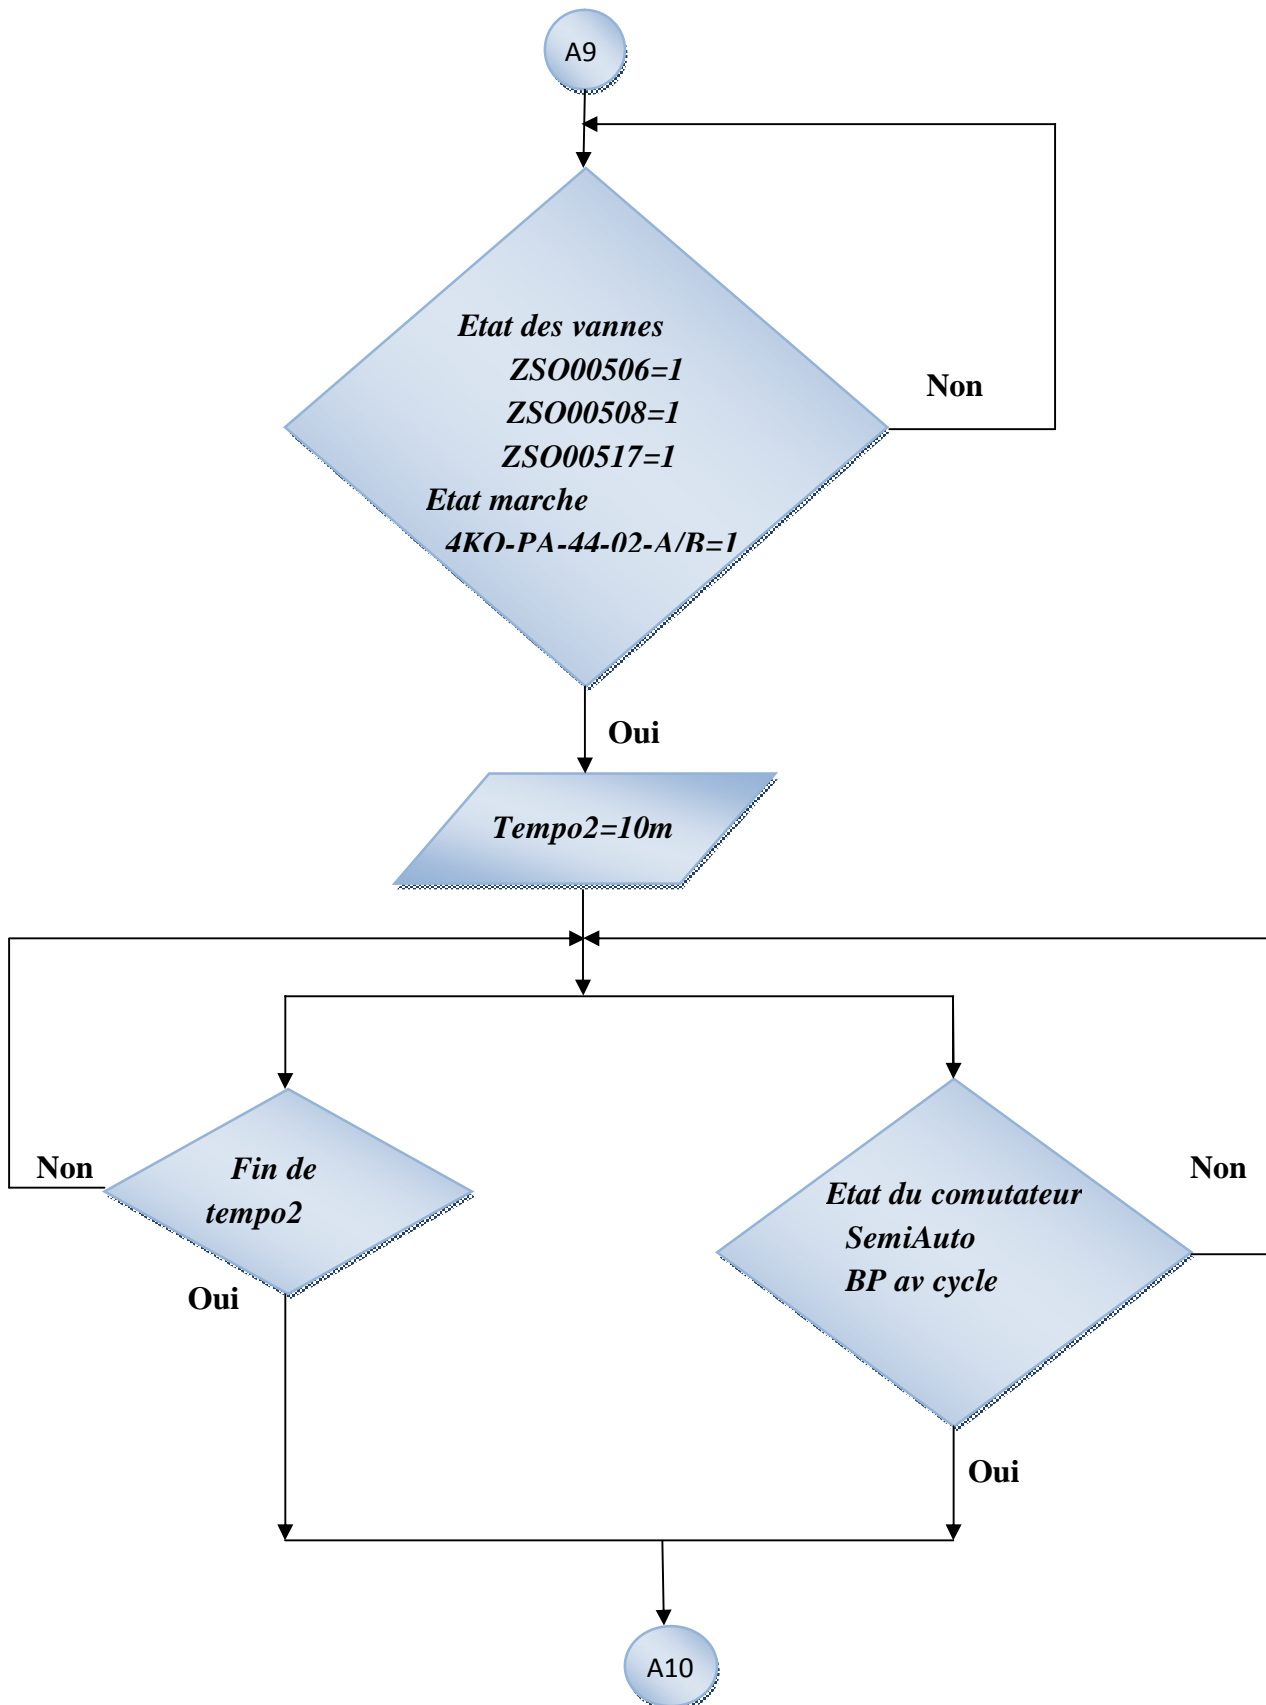 A9
Etat des vannes
ZSO00506=1
ZSO00508=1
ZSO00517=1
Etat marche
4KO-PA-44-02-A/B=1
Non
Oui
Tempo2=10m
Non
Fin de
tempo2
Oui
Etat du comutateur
SemiAuto
BP av cycle
Non
Oui
A10